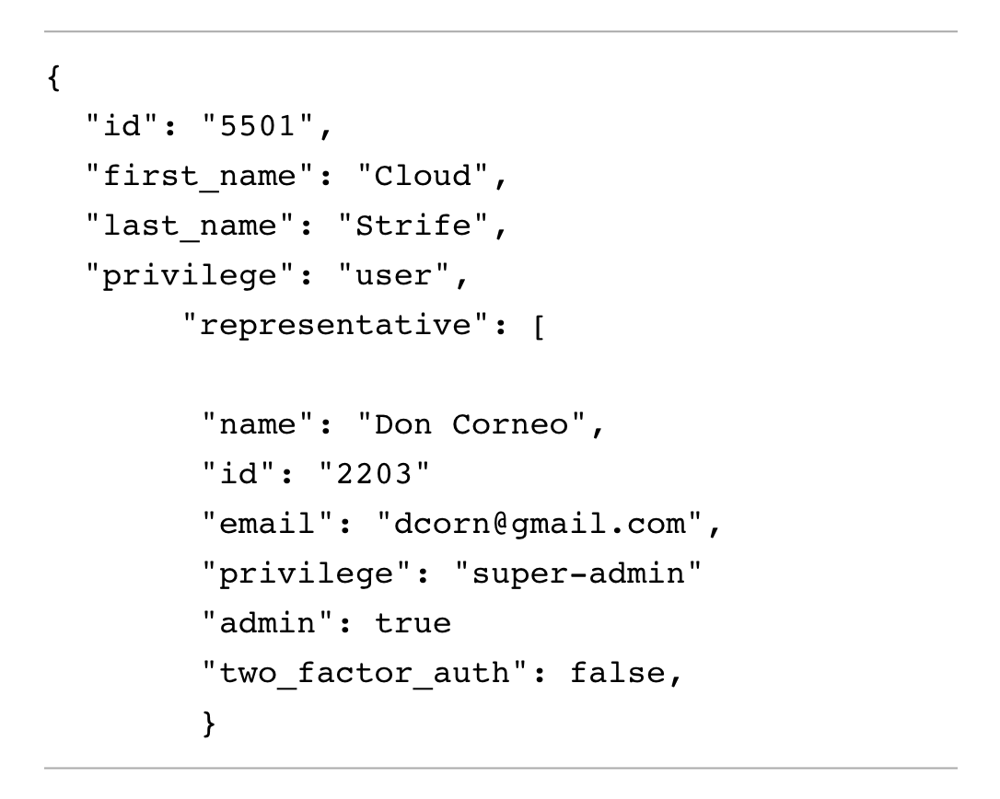 {
"id": "5501",
"first_name": "Cloud",
"last_name": "Strife",
"privilege": "user",
"representative": [
"name": "Don Corneo",
"id": "2203"
"email": "dcorn@gmail.com",
"privilege": "super-admin"
"admin": true
"two_factor_auth": false,
}